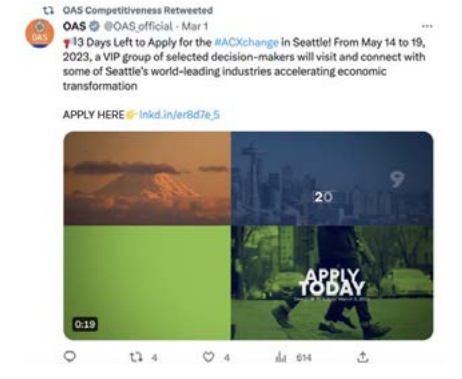 OAS Competitiveness Retweeted
OAS @OAS_official · Mar 1
OAS
3 Days Left to Apply for the #ACXchange in Seattle! From May 14 to 19,
2023, a VIP group of selected decision-makers will visit and connect with
some of Seattle's world-leading industries accelerating economic
transformation
APPLY HERE👉lnkd.in/er8d7e_5
20
9
APPLY
TODAY
0:19
4
4
614